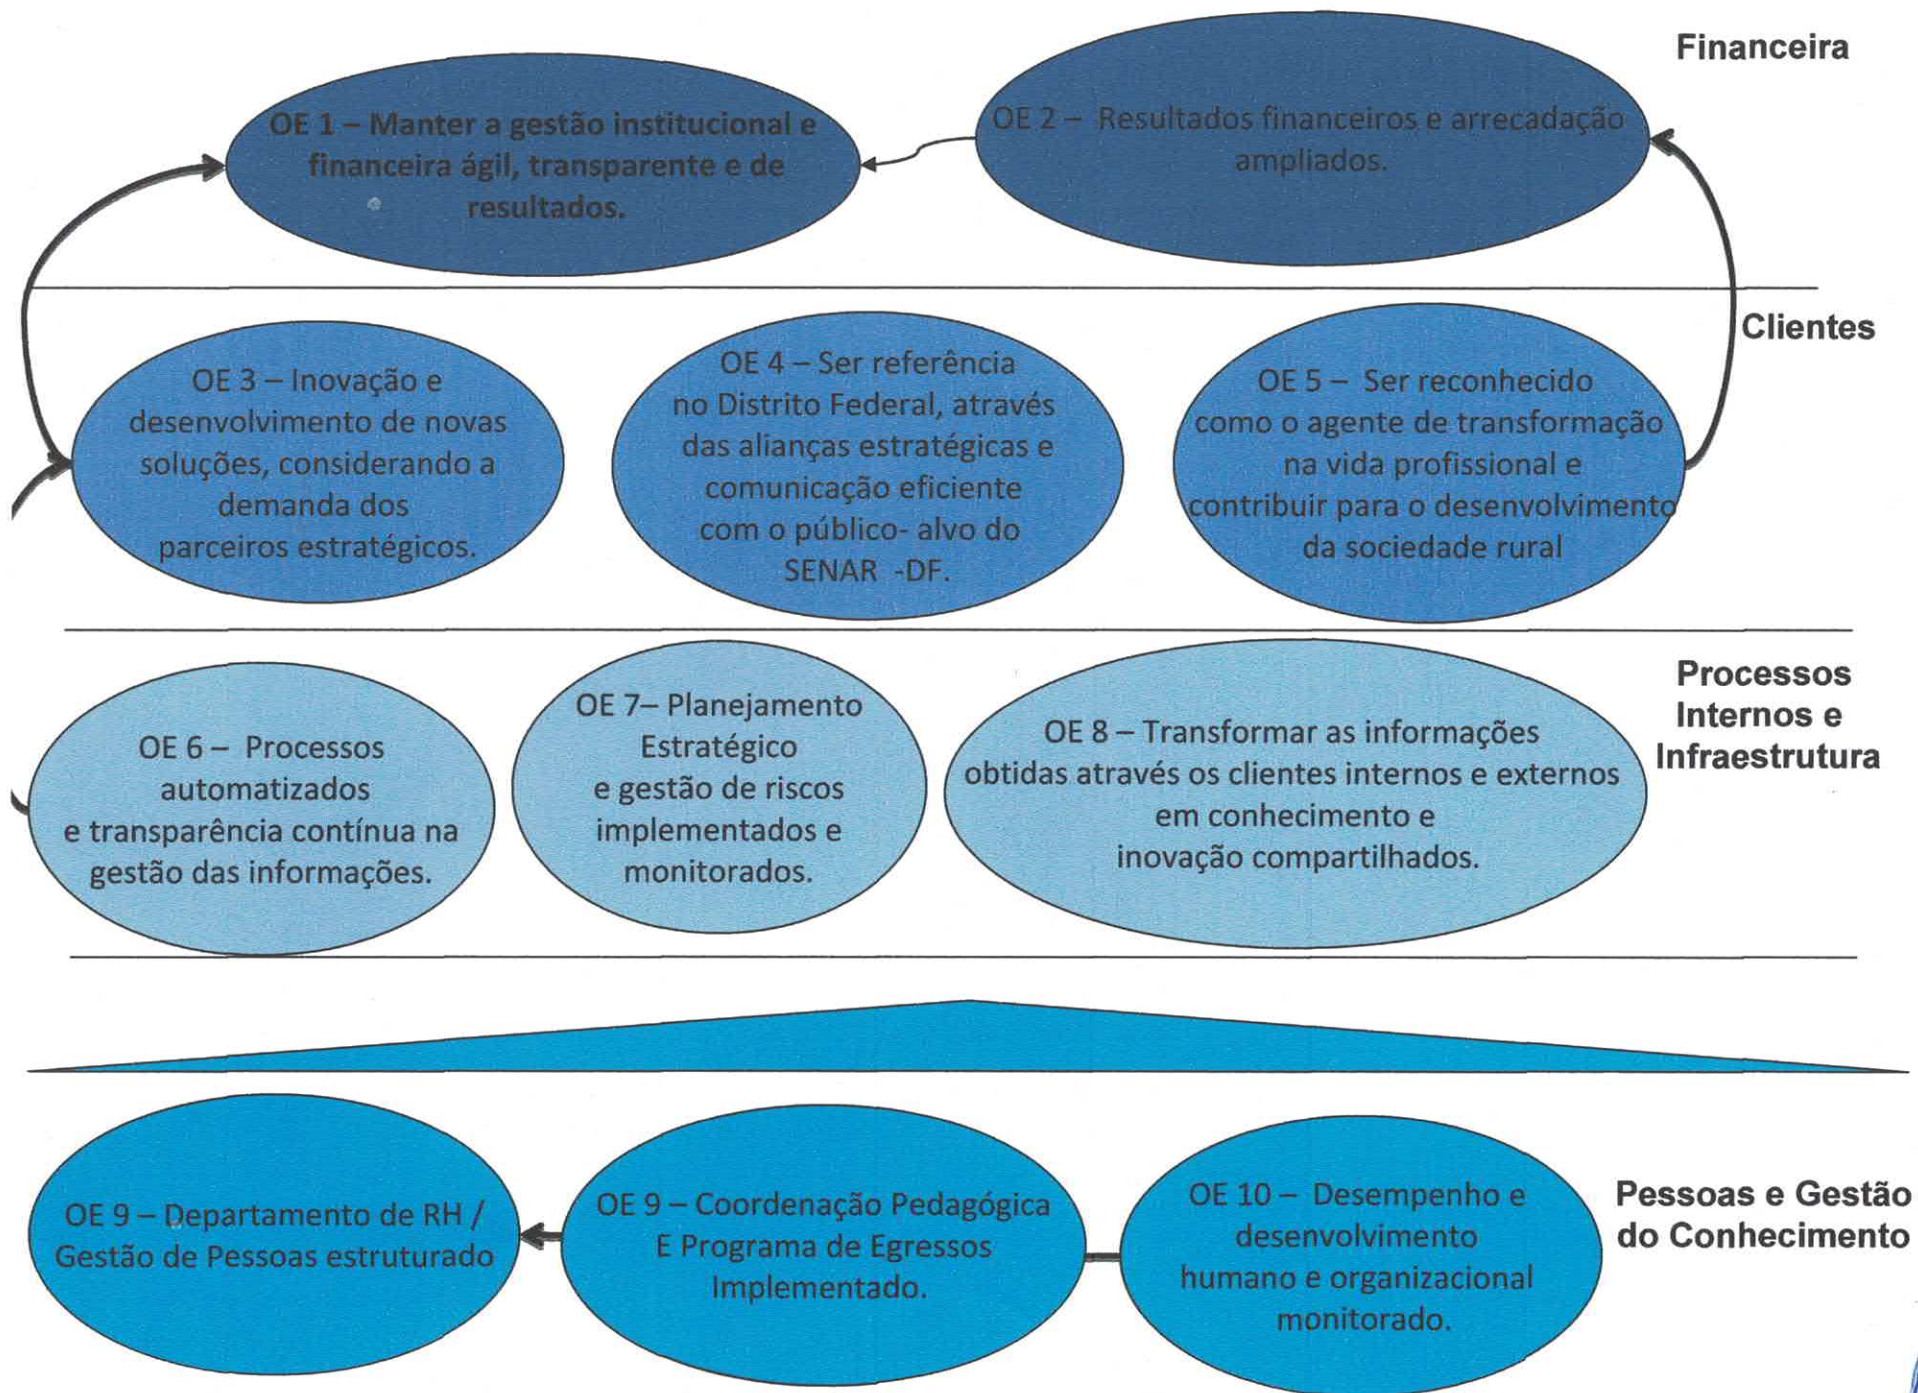 Financeira
OE 1 – Manter a gestão institucional e
financeira ágil, transparente e de
resultados.
OE 2 – Resultados financeiros e arrecadação
ampliados.
Clientes
OE 3 – Inovação e
desenvolvimento de novas
soluções, considerando a
demanda dos
parceiros estratégicos.
OE 4 – Ser referência
no Distrito Federal, através
das alianças estratégicas e
comunicação eficiente
com o público- alvo do
SENAR -DF.
OE 5 – Ser reconhecido
como o agente de transformação
na vida profissional e
contribuir para o desenvolvimento
da sociedade rural
Processos
Internos e
Infraestrutura
OE 6 – Processos
automatizados
e transparência contínua na
gestão das informações.
OE 7– Planejamento
Estratégico
e gestão de riscos
implementados e
monitorados.
OE 8 – Transformar as informações
obtidas através os clientes internos e externos
em conhecimento e
inovação compartilhados.
OE 9 – Departamento de RH /
Gestão de Pessoas estruturado
OE 9 – Coordenação Pedagógica
E Programa de Egressos
Implementado.
OE 10 – Desempenho e
desenvolvimento
humano e organizacional
monitorado.
Pessoas e Gestão
do Conhecimento